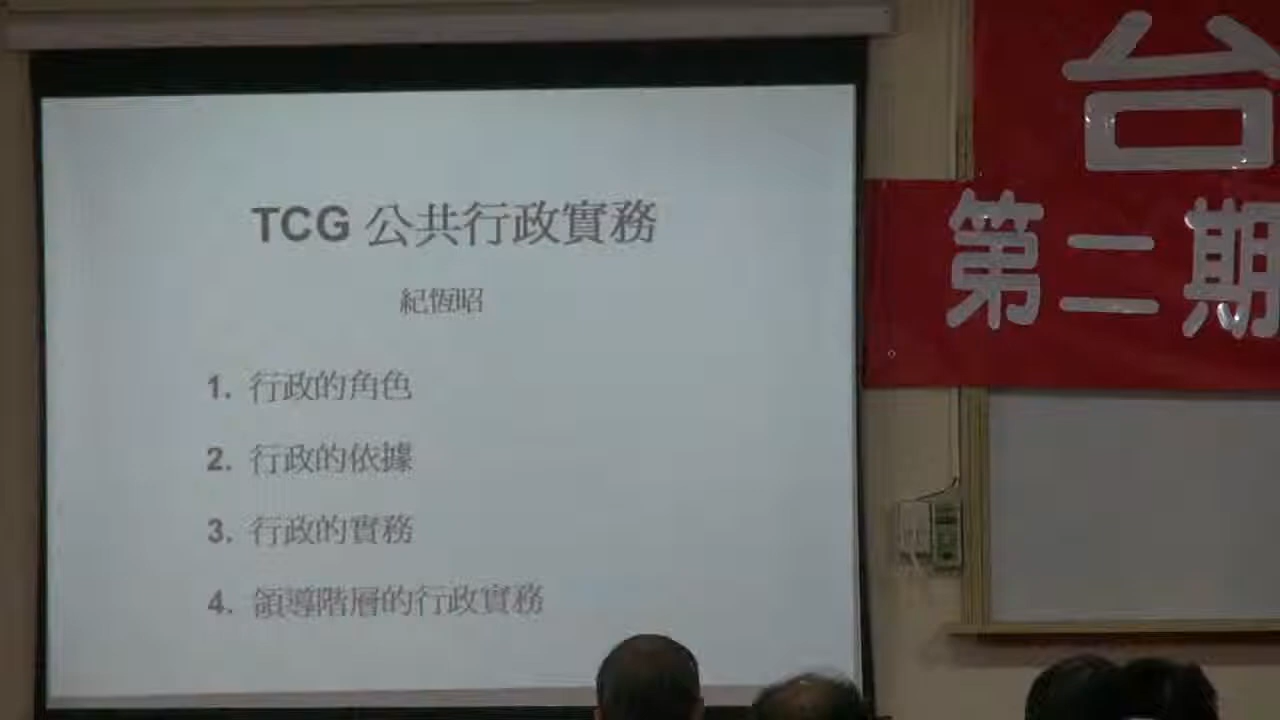 TCG 公共行政實務
紀恆昭
1. 行政的角色
2. 行政的依據
3. 行政的實務
4. 領導階層的行政實務
台
第二期